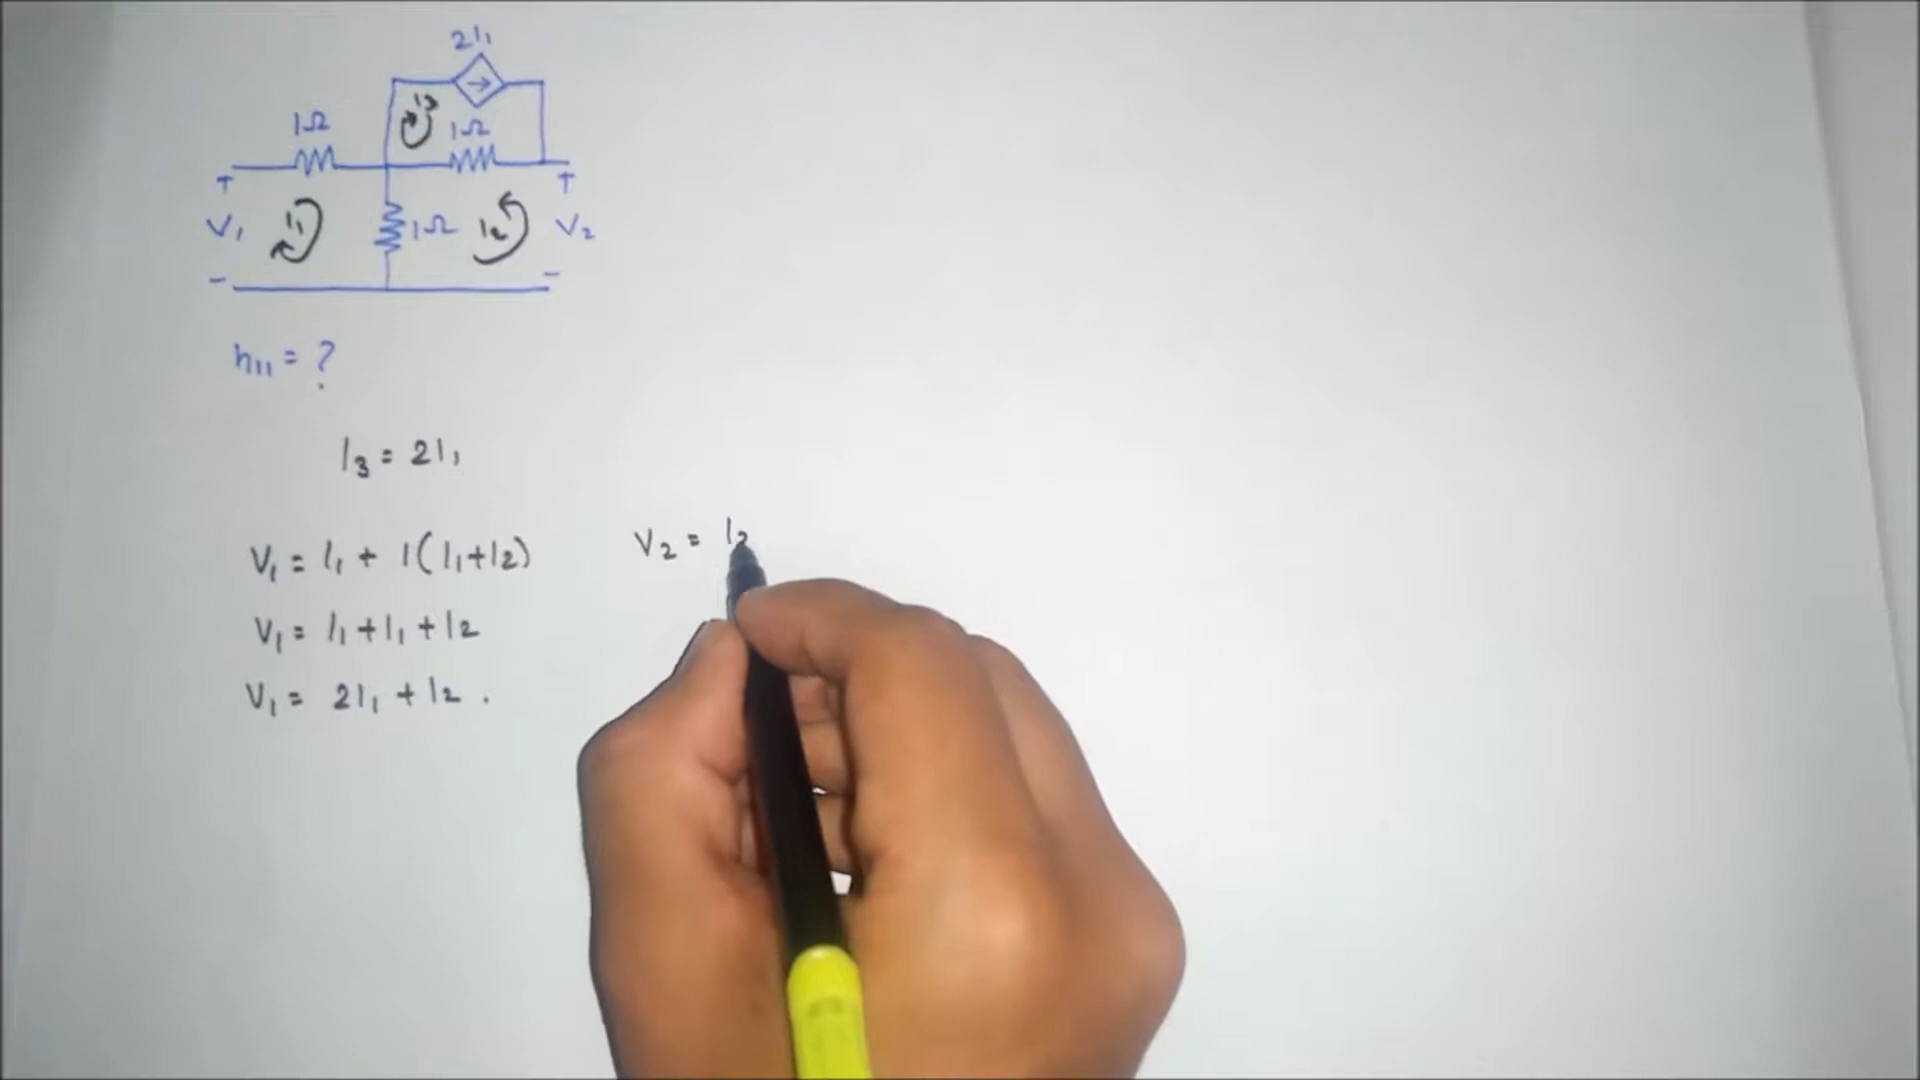 2I₁
I₃
1Ω
1Ω
+
+
V₁
I₁
1Ω
I₂
V₂
-
-
h₁₁ = ?
I₃ = 2I₁
V₁ = I₁ + 1(I₁+I₂)
V₂ = I₂
V₁ = I₁+I₁+I₂
V₁ = 2I₁ + I₂ .